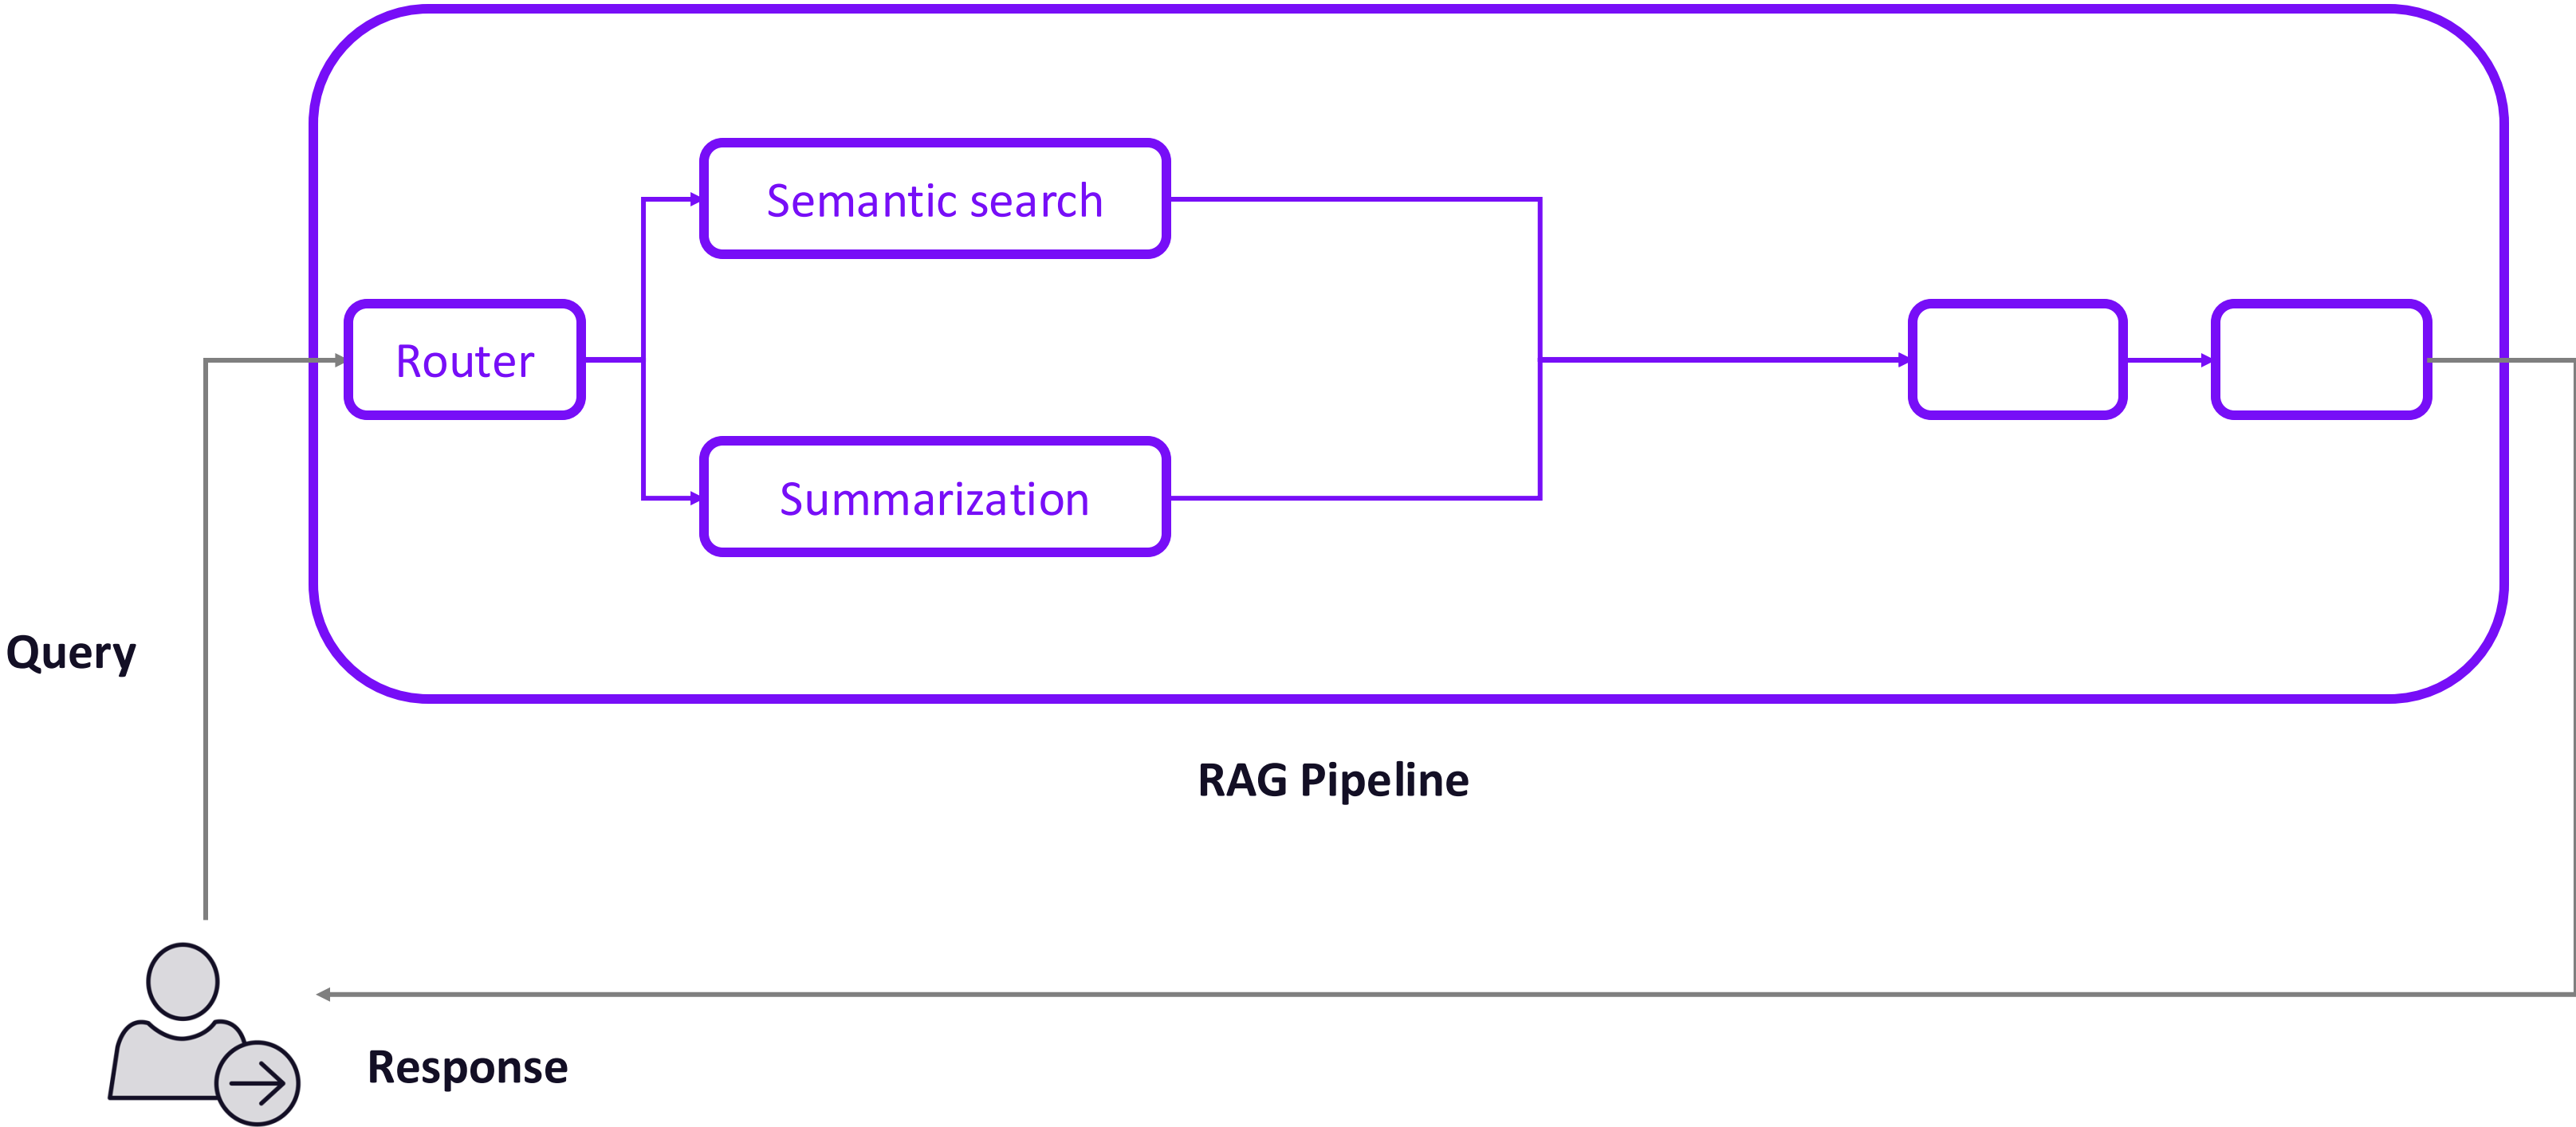 Semantic search
Router
Summarization
Query
RAG Pipeline
Response